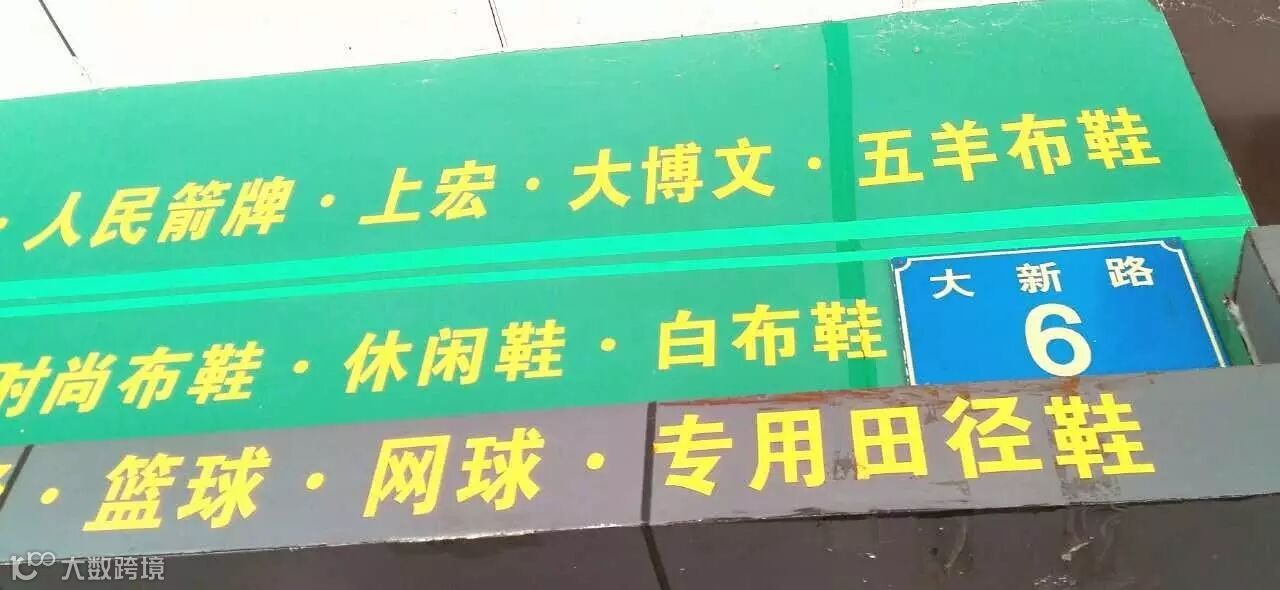 ·人民箭牌·上宏·大博文·五羊布鞋
时尚布鞋·休闲鞋·白布鞋
大新路
6
·篮球·网球·专用田径鞋
大数跨境